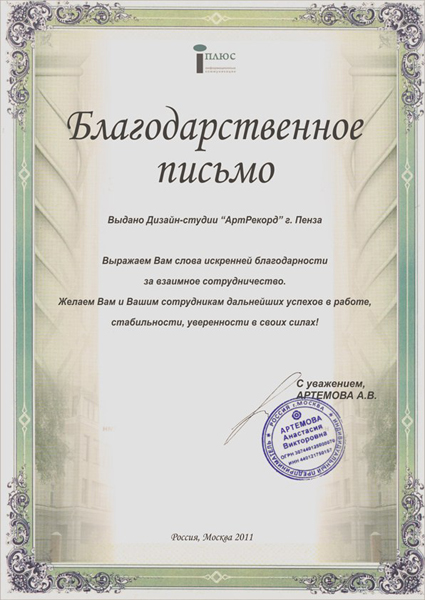 ПЛЮС
Благодарственное
письмо
Выдано Дизайн-студии “АртРекорд” г. Пенза
Выражаем Вам слова искренней благодарности
за взаимное сотрудничество.
Желаем Вам и Вашим сотрудникам дальнейших успехов в работе,
стабильности, уверенности в своих силах!
С уважением,
АРТЕМОВА А.В.
РОССИЯ г. МОСКВА
ИНДИВИДУАЛЬНЫЙ ПРЕДПРИНИМАТЕЛЬ
АРТЕМОВА
Анастасия
Викторовна
ОГРН
ИНН
Россия, Москва 2011